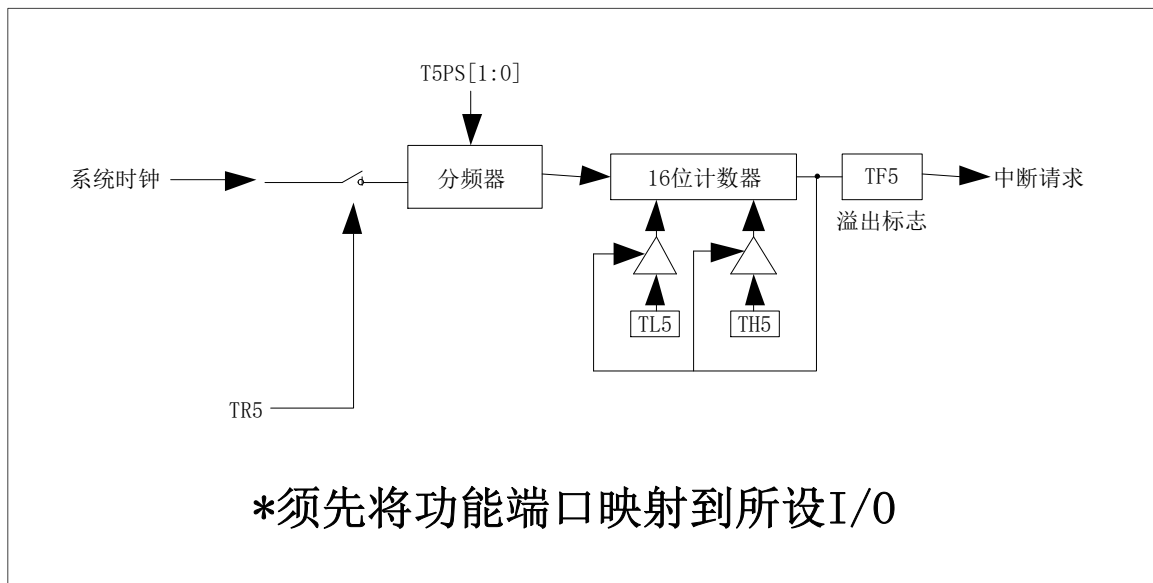 T5PS[1:0]
系统时钟
分频器
16位计数器
TF5
中断请求
溢出标志
TL5
TH5
TR5
*须先将功能端口映射到所设I/O